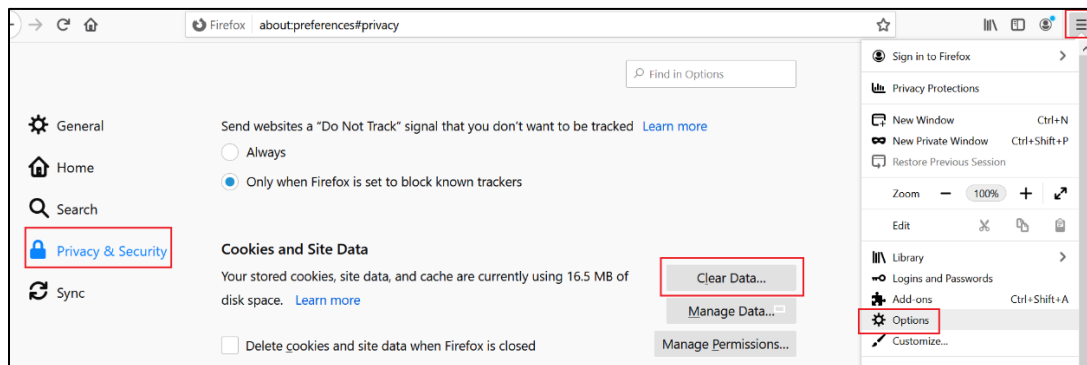 Firefox about:preferences#privacy
Find in Options
General
Home
Search
Privacy & Security
Sync
Send websites a “Do Not Track” signal that you don’t want to be tracked Learn more
Always
Only when Firefox is set to block known trackers
Cookies and Site Data
Your stored cookies, site data, and cache are currently using 16.5 MB of
disk space. Learn more
Delete cookies and site data when Firefox is closed
Clear Data...
Manage Data...
Manage Permissions...
Sign in to Firefox
Privacy Protections
New Window Ctrl+N
New Private Window Ctrl+Shift+P
Restore Previous Session
Zoom 100%
Edit
Library
Logins and Passwords
Add-ons Ctrl+Shift+A
Options
Customize...